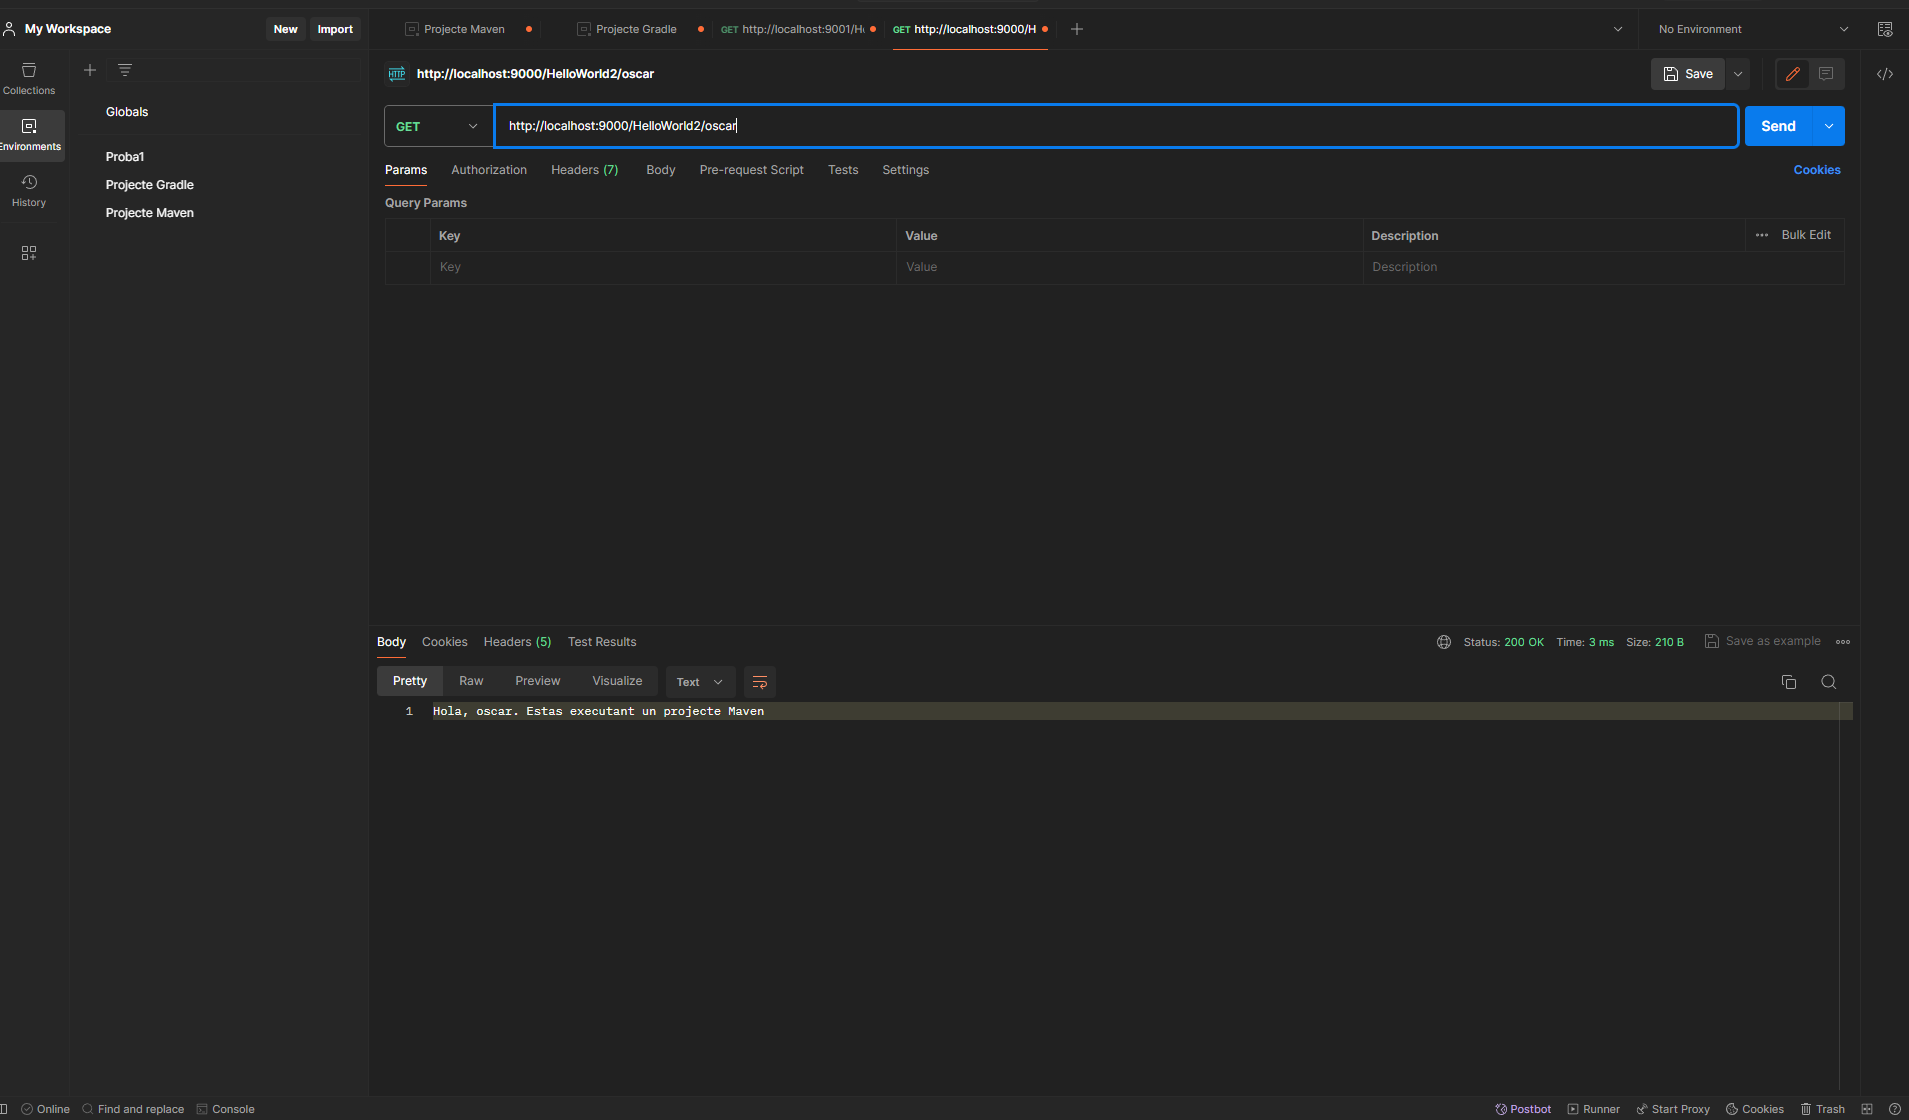 My Workspace
New
Import
Projecte Maven
Projecte Gradle
GET http://localhost:9001/H
GET http://localhost:9000/H
No Environment
Collections
Environments
History
Globals
Proba1
Projecte Gradle
Projecte Maven
HTTP http://localhost:9000/HelloWorld2/oscar
Save
GET
http://localhost:9000/HelloWorld2/oscar
Send
Params
Authorization
Headers (7)
Body
Pre-request Script
Tests
Settings
Cookies
Query Params
Key
Value
Description
Bulk Edit
Key
Value
Description
Body
Cookies
Headers (5)
Test Results
Status: 200 OK
Time: 3 ms
Size: 210 B
Save as example
Pretty
Raw
Preview
Visualize
Text
1 Hola, oscar. Estas executant un projecte Maven
Online
Find and replace
Console
Postbot
Runner
Start Proxy
Cookies
Trash